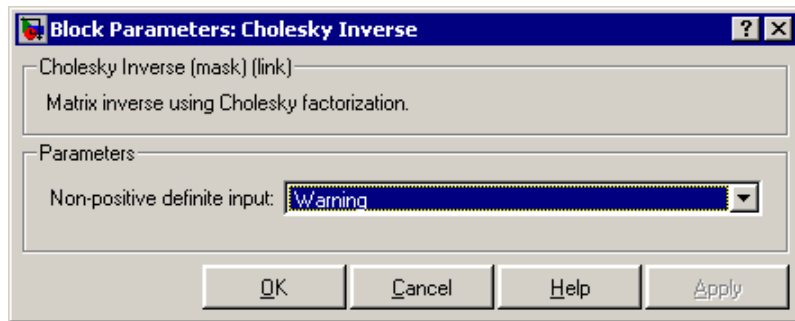 Block Parameters: Cholesky Inverse
Cholesky Inverse (mask) (link)
Matrix inverse using Cholesky factorization.
Parameters
Non-positive definite input: Warning
OK Cancel Help Apply